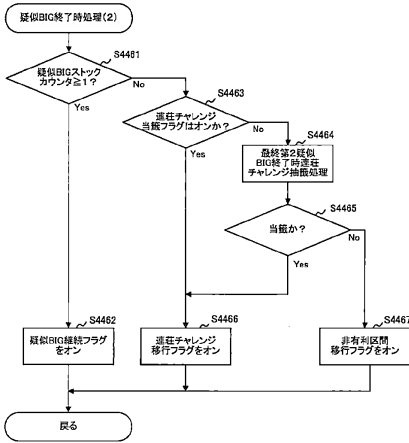 疑似BIG終了時処理(2)
S4461
疑似BIGストック
カウンタ≧1?
No
Yes
S4463
連荘チャレンジ
当籤フラグはオンか?
No
Yes
S4464
最終第2疑似
BIG終了時連荘
チャレンジ抽籤処理
S4465
当籤か?
No
Yes
S4462
疑似BIG継続フラグ
をオン
S4466
連荘チャレンジ
移行フラグをオン
S4467
非有利区間
移行フラグをオン
戻る